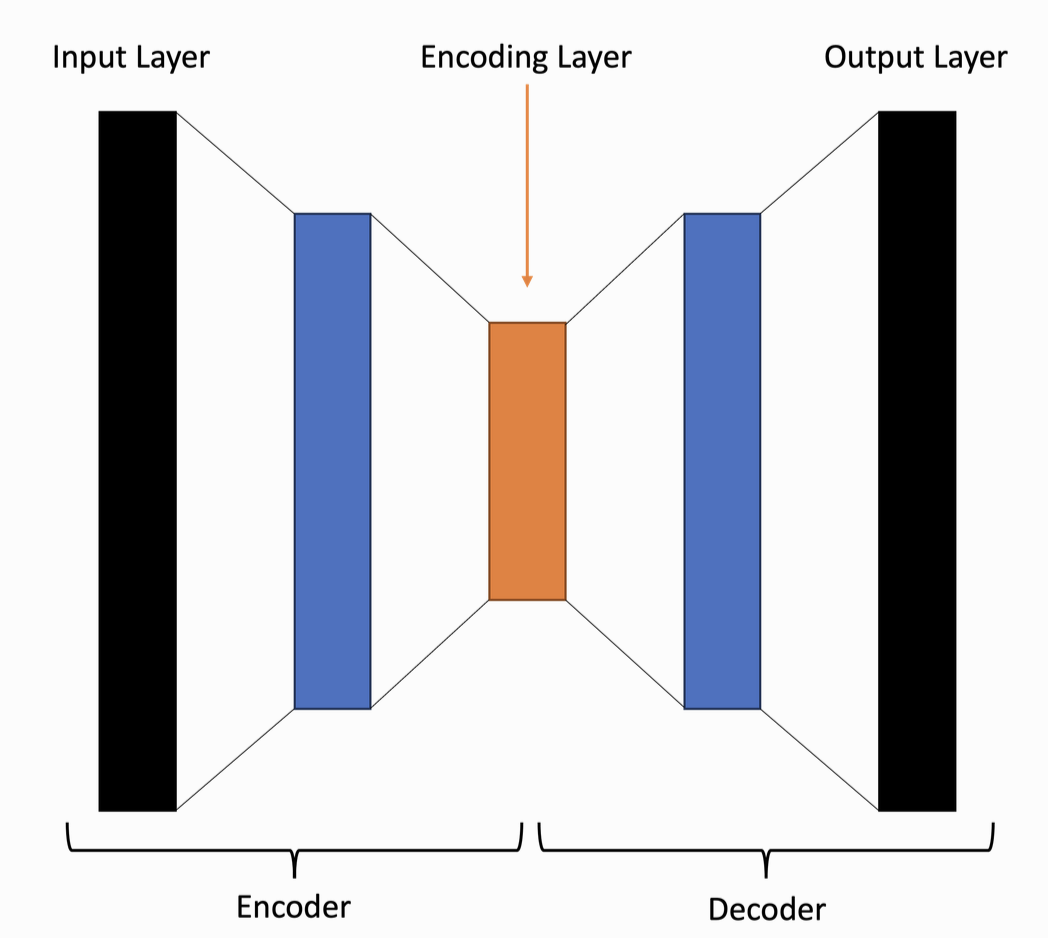 Input Layer
Encoding Layer
Output Layer
Encoder
Decoder